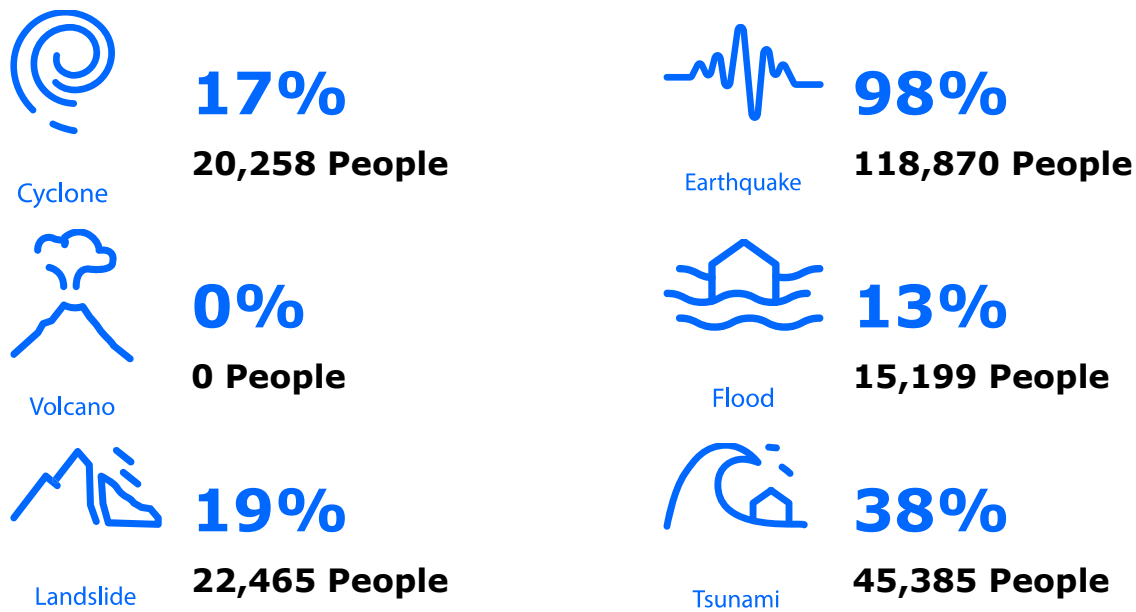 17%
20,258 People
Cyclone
98%
118,870 People
Earthquake
0%
0 People
Volcano
13%
15,199 People
Flood
19%
22,465 People
Landslide
38%
45,385 People
Tsunami